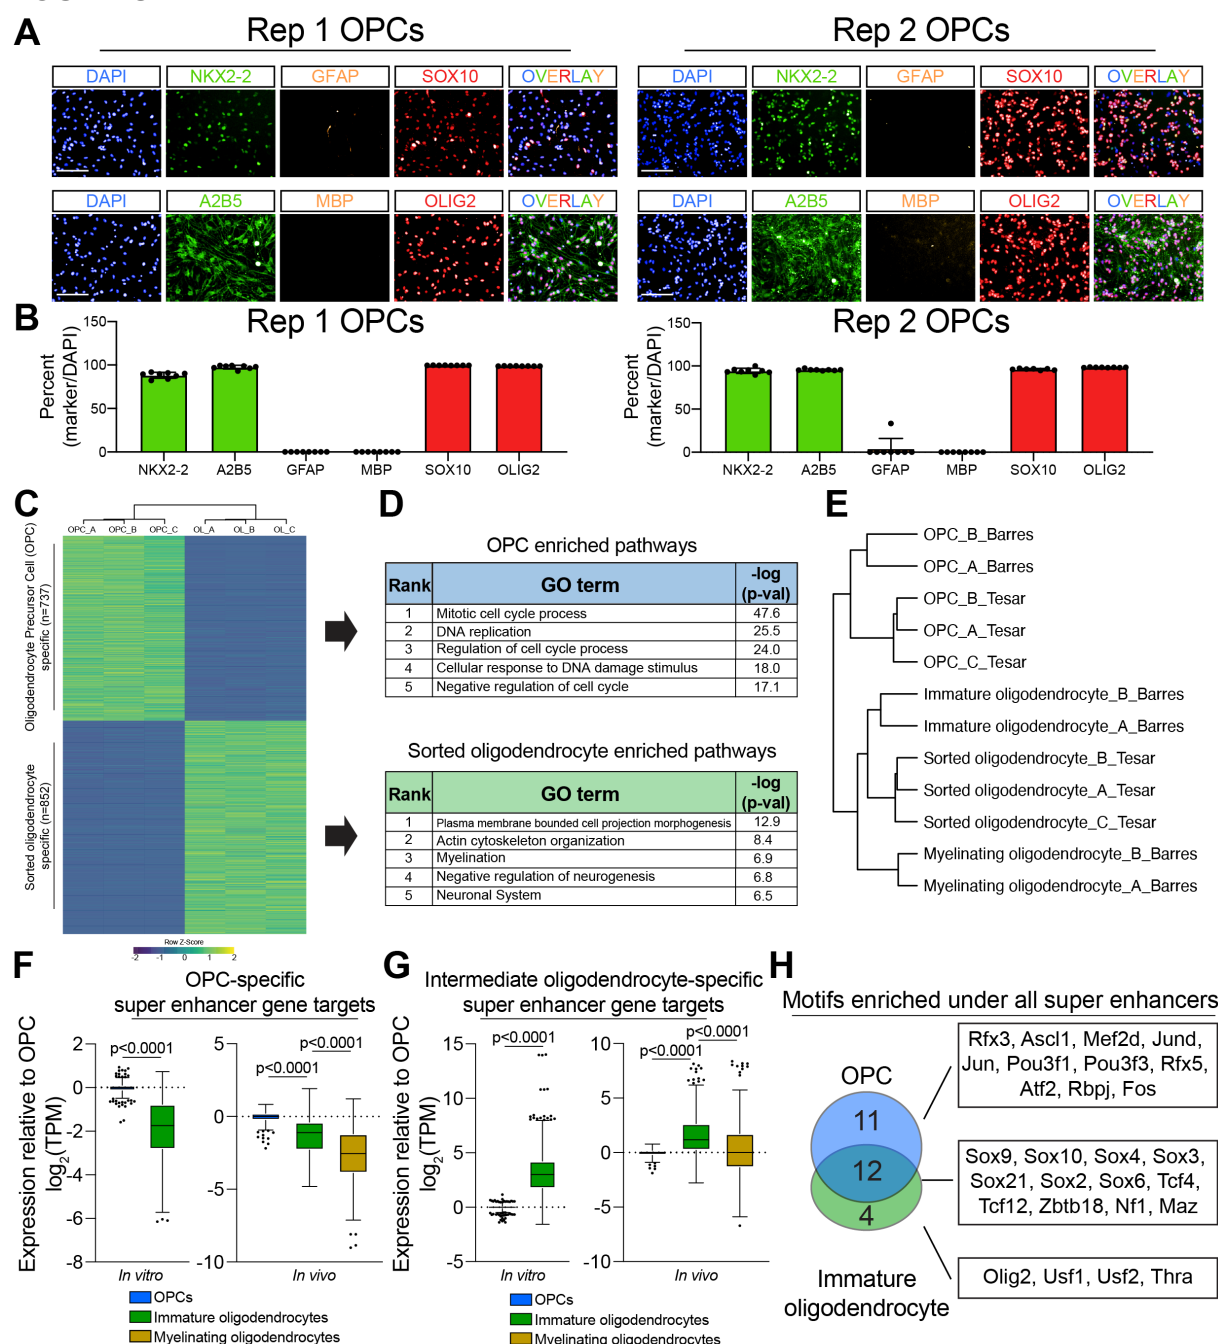 A
Rep 1 OPCs
Rep 2 OPCs
DAPI NKX2-2 GFAP SOX10 OVERLAY
DAPI NKX2-2 GFAP SOX10 OVERLAY
DAPI A2B5 MBP OLIG2 OVERLAY
DAPI A2B5 MBP OLIG2 OVERLAY
B
Rep 1 OPCs
Percent
(marker/DAPI)
150
100
50
0
NKX2-2 A2B5 GFAP MBP SOX10 OLIG2
Rep 2 OPCs
Percent
(marker/DAPI)
150
100
50
0
NKX2-2 A2B5 GFAP MBP SOX10 OLIG2
C
OPC_A OPC_B OPC_C OL_A OL_B OL_C
Oligodendrocyte Precursor Cell (OPC)
specific (n=737)
Sorted oligodendrocyte
specific (n=852)
Row Z-Score
-2 -1 0 1 2
D
OPC enriched pathways
Rank GO term -log
(p-val)
1 Mitotic cell cycle process 47.6
2 DNA replication 25.5
3 Regulation of cell cycle process 24.0
4 Cellular response to DNA damage stimulus 18.0
5 Negative regulation of cell cycle 17.1
Sorted oligodendrocyte enriched pathways
Rank GO term -log
(p-val)
1 Plasma membrane bounded cell projection morphogenesis 12.9
2 Actin cytoskeleton organization 8.4
3 Myelination 6.9
4 Negative regulation of neurogenesis 6.8
5 Neuronal System 6.5
E
OPC_B_Barres
OPC_A_Barres
OPC_B_Tesar
OPC_A_Tesar
OPC_C_Tesar
Immature oligodendrocyte_B_Barres
Immature oligodendrocyte_A_Barres
Sorted oligodendrocyte_B_Tesar
Sorted oligodendrocyte_A_Tesar
Sorted oligodendrocyte_C_Tesar
Myelinating oligodendrocyte_B_Barres
Myelinating oligodendrocyte_A_Barres
F
OPC-specific
super enhancer gene targets
Expression relative to OPC
log2(TPM)
2
0
-2
-4
-6
-8
p<0.0001
In vitro
5
0
-5
-10
p<0.0001
p<0.0001
In vivo
OPCs
Immature oligodendrocytes
Myelinating oligodendrocytes
G
Intermediate oligodendrocyte-specific
super enhancer gene targets
Expression relative to OPC
log2(TPM)
15
10
5
0
-5
p<0.0001
In vitro
10
5
0
-5
-10
p<0.0001
p<0.0001
In vivo
OPCs
Immature oligodendrocytes
Myelinating oligodendrocytes
H
Motifs enriched under all super enhancers
OPC
11
12
4
Immature
oligodendrocyte
Rfx3, Ascl1, Mef2d, Jund,
Jun, Pou3f1, Pou3f3, Rfx5,
Atf2, Rbpj, Fos
Sox9, Sox10, Sox4, Sox3,
Sox21, Sox2, Sox6, Tcf4,
Tcf12, Zbtb18, Nf1, Maz
Olig2, Usf1, Usf2, Thra